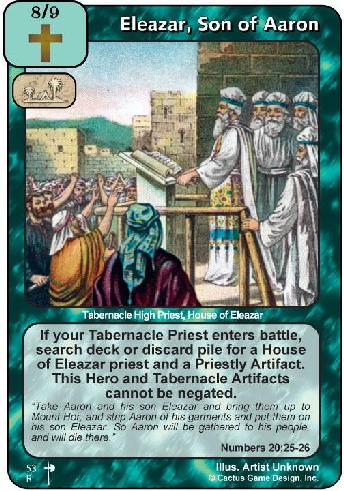 8/9
Eleazar, Son of Aaron
Tabernacle High Priest, House of Eleazar
If your Tabernacle Priest enters battle,
search deck or discard pile for a House
of Eleazar priest and a Priestly Artifact.
This Hero and Tabernacle Artifacts
cannot be negated.
"Take Aaron and his son Eleazar and bring them up to
Mount Hor, and strip Aaron of his garments and put them on
his son Eleazar. So Aaron will be gathered to his people,
and will die there."
Numbers 20:25-26
53
R
Illus. Artist Unknown
© Cactus Game Design, Inc.